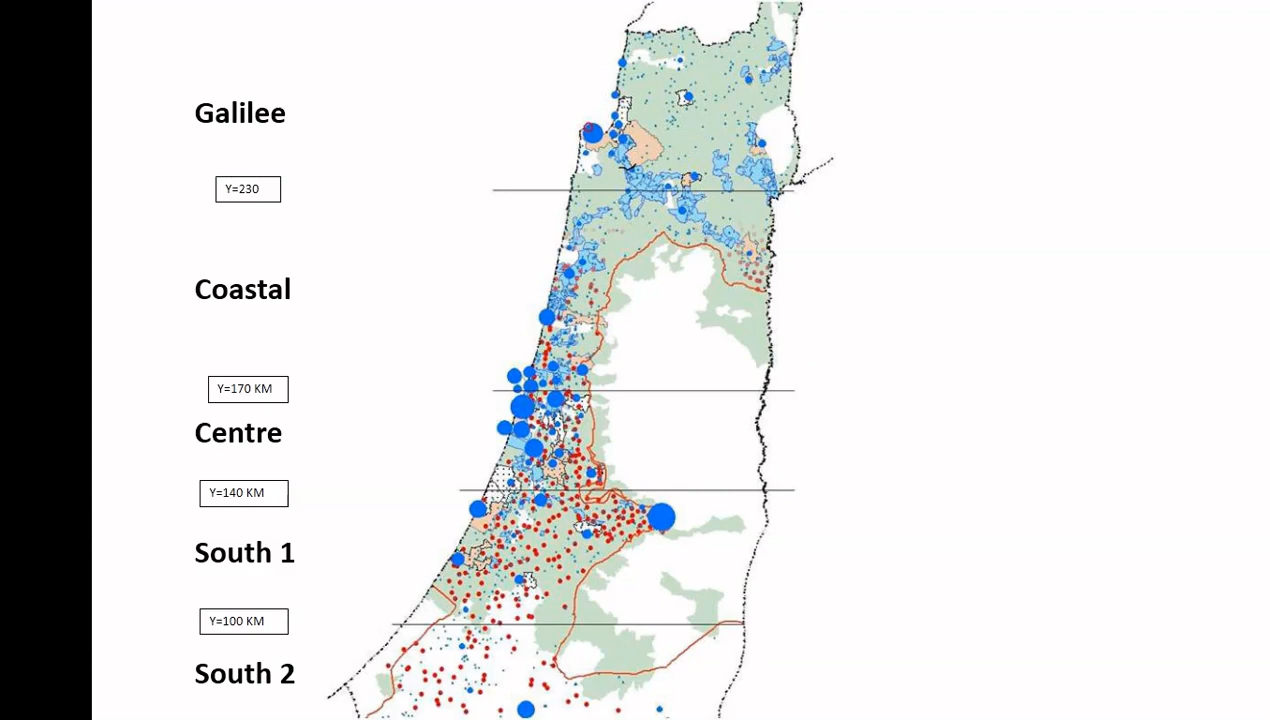 Galilee
Y=230
Coastal
Y=170 KM
Centre
Y=140 KM
South 1
Y=100 KM
South 2